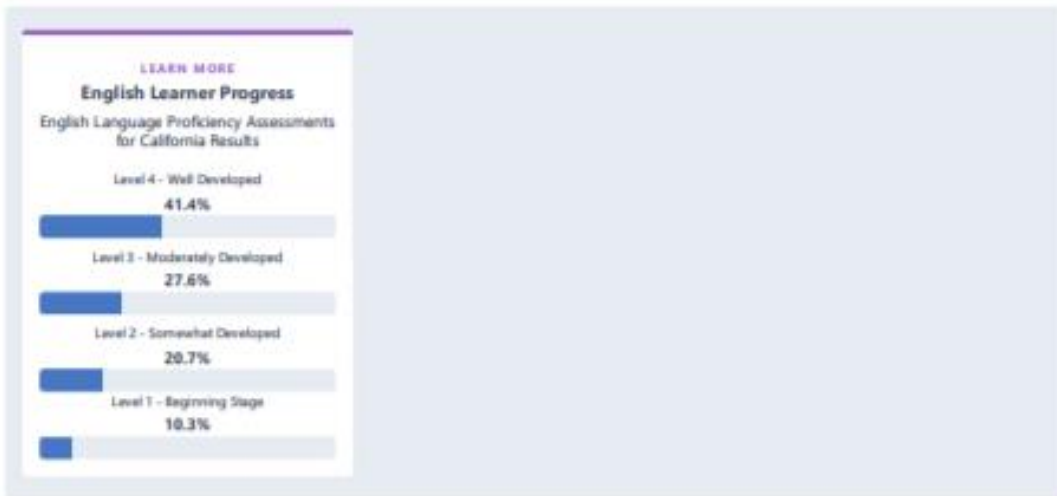 LEARN MORE
English Learner Progress
English Language Proficiency Assessments
for California Results
Level 4 - Well Developed
41.4%
Level 3 - Moderately Developed
27.6%
Level 2 - Somewhat Developed
20.7%
Level 1 - Beginning Stage
10.3%